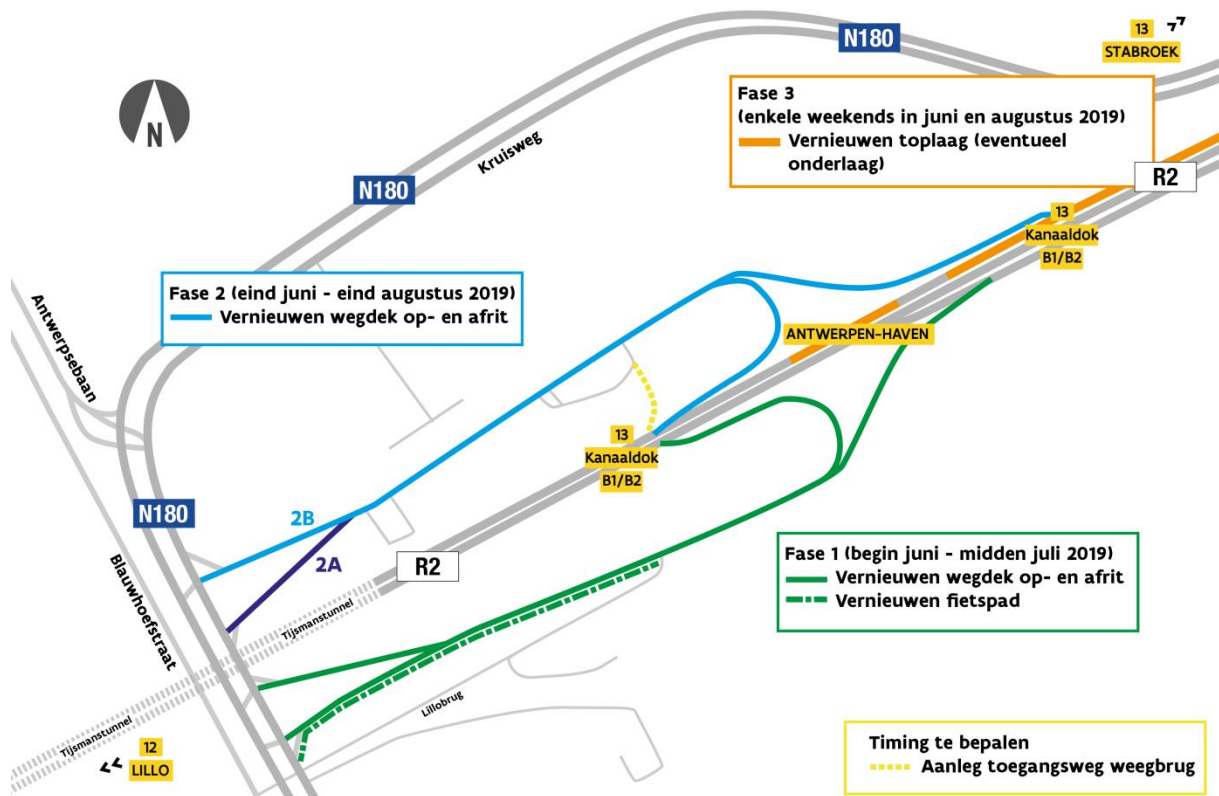 13
STABROEK
N180
Fase 3
(enkele weekends in juni en augustus 2019)
Vernieuwen toplaag (eventueel
onderlaag)
N
Kruisweg
N180
R2
13
Kanaaldok
B1/B2
Fase 2 (eind juni - eind augustus 2019)
Vernieuwen wegdek op- en afrit
Antwerpsebaan
ANTWERPEN-HAVEN
13
Kanaaldok
B1/B2
N180
2B
2A
R2
Fase 1 (begin juni - midden juli 2019)
Vernieuwen wegdek op- en afrit
Vernieuwen fietspad
Blauwhoefstraat
Tijsmanstunnel
Lillobrug
Tijsmanstunnel
12
LILLO
Timing te bepalen
Aanleg toegangsweg weegbrug